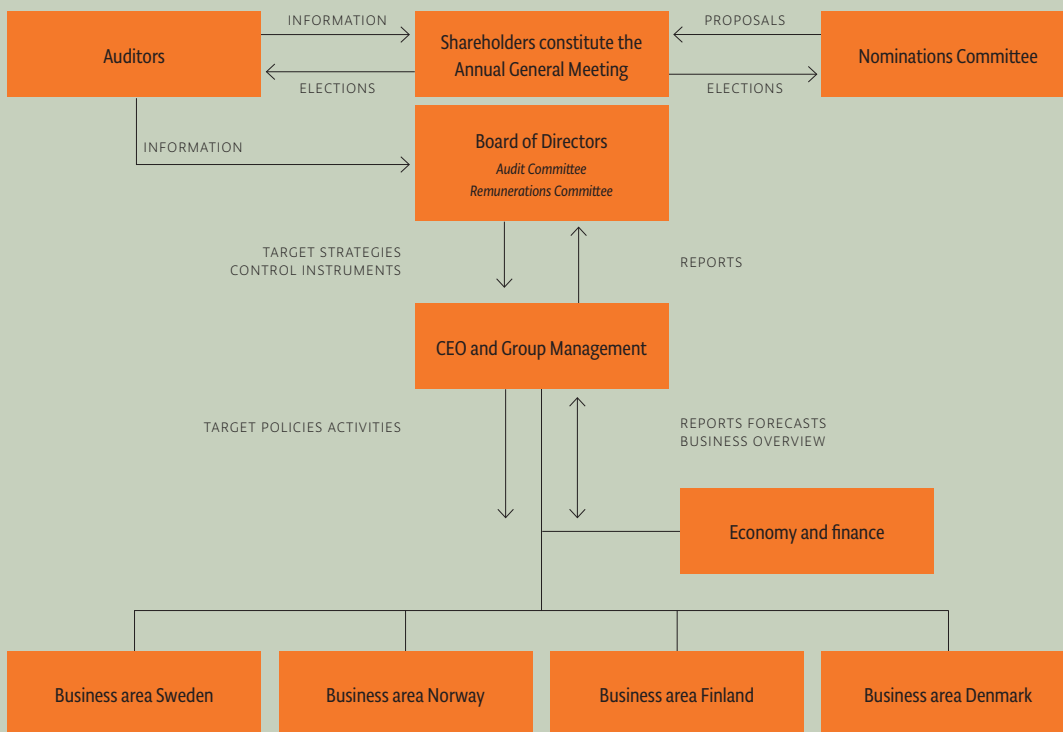 INFORMATION
PROPOSALS
Auditors
Shareholders constitute the
Annual General Meeting
Nominations Committee
ELECTIONS
ELECTIONS
INFORMATION
Board of Directors
Audit Committee
Remunerations Committee
TARGET STRATEGIES
CONTROL INSTRUMENTS
REPORTS
CEO and Group Management
TARGET POLICIES ACTIVITIES
REPORTS FORECASTS
BUSINESS OVERVIEW
Economy and finance
Business area Sweden
Business area Norway
Business area Finland
Business area Denmark